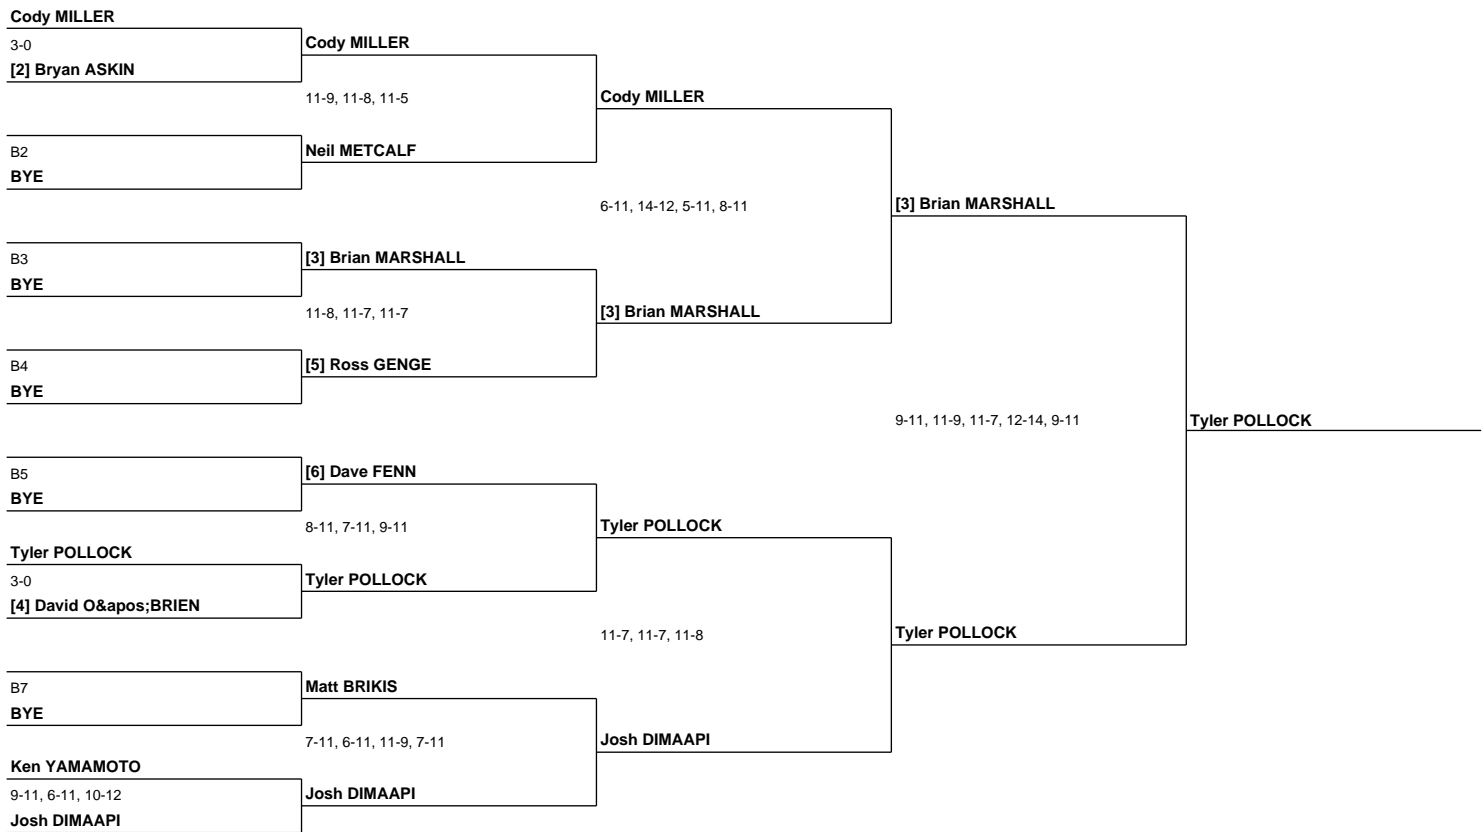 Cody MILLER
3-0
[2] Bryan ASKIN
Cody MILLER
11-9, 11-8, 11-5
Cody MILLER
B2
BYE
Neil METCALF
6-11, 14-12, 5-11, 8-11
[3] Brian MARSHALL
B3
BYE
[3] Brian MARSHALL
11-8, 11-7, 11-7
[3] Brian MARSHALL
B4
BYE
[5] Ross GENGE
9-11, 11-9, 11-7, 12-14, 9-11
Tyler POLLOCK
B5
BYE
[6] Dave FENN
8-11, 7-11, 9-11
Tyler POLLOCK
Tyler POLLOCK
3-0
[4] David O&apos;BRIEN
Tyler POLLOCK
11-7, 11-7, 11-8
Tyler POLLOCK
B7
BYE
Matt BRIKIS
7-11, 6-11, 11-9, 7-11
Josh DIMAAPI
Ken YAMAMOTO
9-11, 6-11, 10-12
Josh DIMAAPI
Josh DIMAAPI